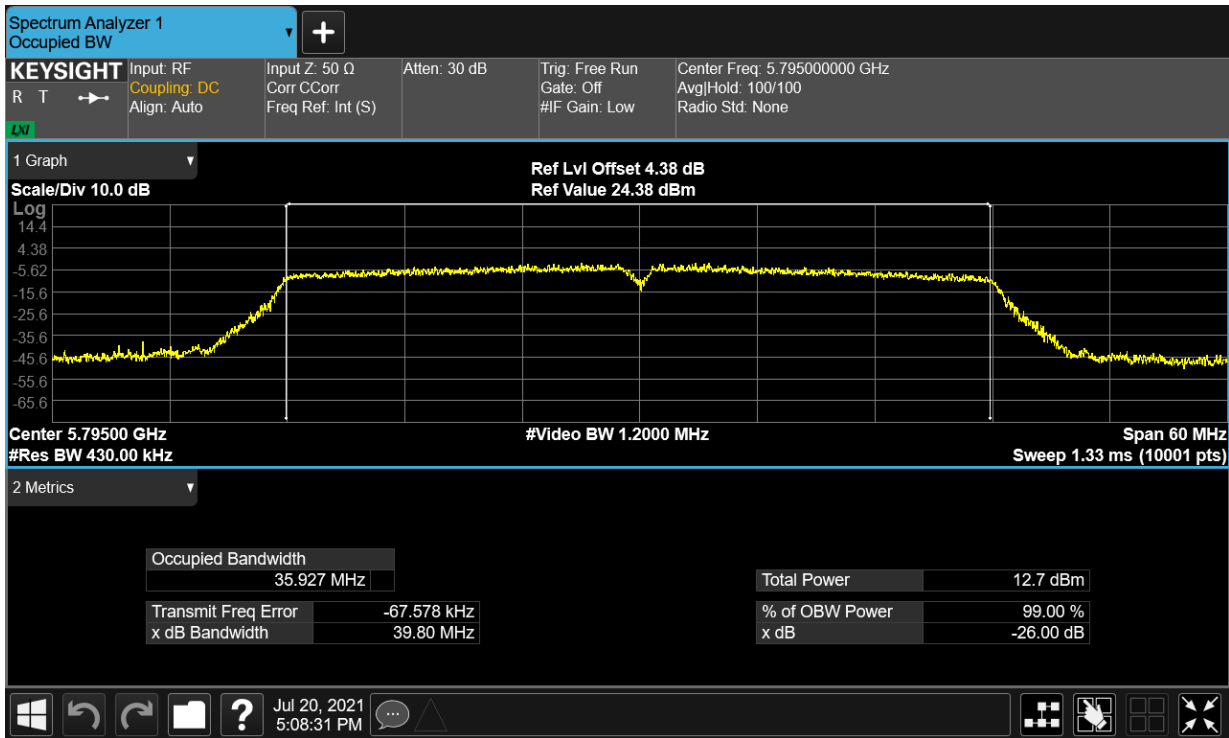 Spectrum Analyzer 1
Occupied BW
KEYSIGHT
R T
LXI
Input: RF
Coupling: DC
Align: Auto
Input Z: 50 Ω
Corr CCorr
Freq Ref: Int (S)
Atten: 30 dB
Trig: Free Run
Gate: Off
#IF Gain: Low
Center Freq: 5.795000000 GHz
Avg|Hold: 100/100
Radio Std: None
1 Graph
Scale/Div 10.0 dB
Ref Lvl Offset 4.38 dB
Ref Value 24.38 dBm
Log
14.4
4.38
-5.62
-15.6
-25.6
-35.6
-45.6
-55.6
-65.6
Center 5.79500 GHz
#Video BW 1.2000 MHz
Span 60 MHz
#Res BW 430.00 kHz
Sweep 1.33 ms (10001 pts)
2 Metrics
Occupied Bandwidth
35.927 MHz
Transmit Freq Error -67.578 kHz
x dB Bandwidth 39.80 MHz
Total Power 12.7 dBm
% of OBW Power 99.00 %
x dB -26.00 dB
?
Jul 20, 2021
5:08:31 PM